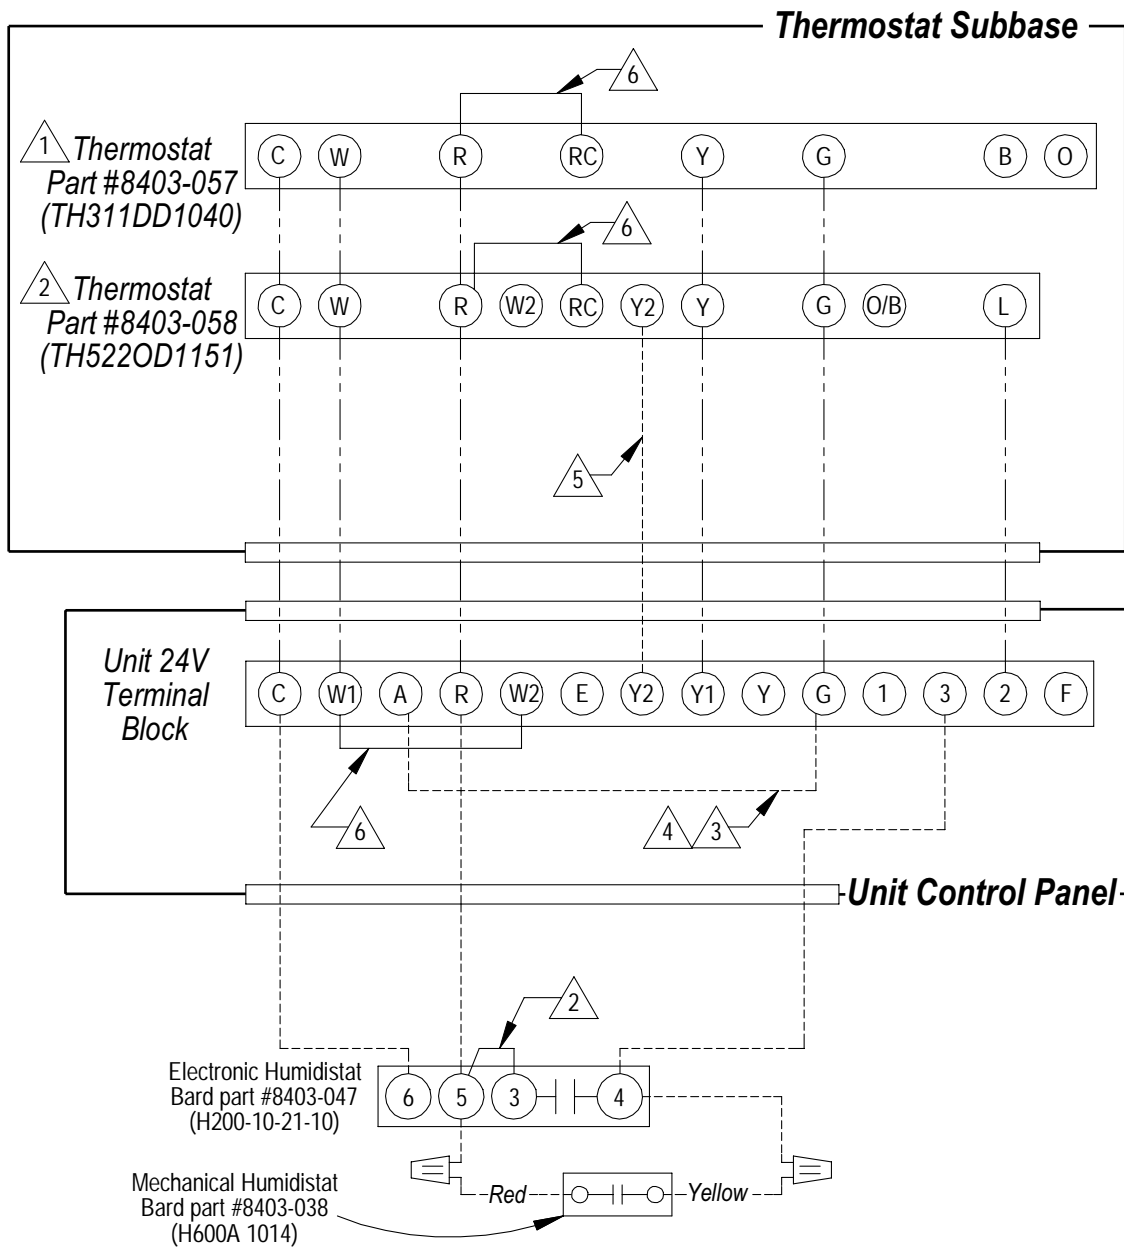 Thermostat Subbase
6
1 Thermostat
Part #8403-057
(TH311DD1040)
C W R RC Y G B O
6
2 Thermostat
Part #8403-058
(TH522OD1151)
C W R W2 RC Y2 Y G O/B L
5
Unit 24V
Terminal
Block
C W1 A R W2 E Y2 Y1 Y G 1 3 2 F
6
4 3
Unit Control Panel
2
Electronic Humidistat
Bard part #8403-047
(H200-10-21-10)
6 5 3 4
Mechanical Humidistat
Bard part #8403-038
(H600A 1014)
Red
Yellow